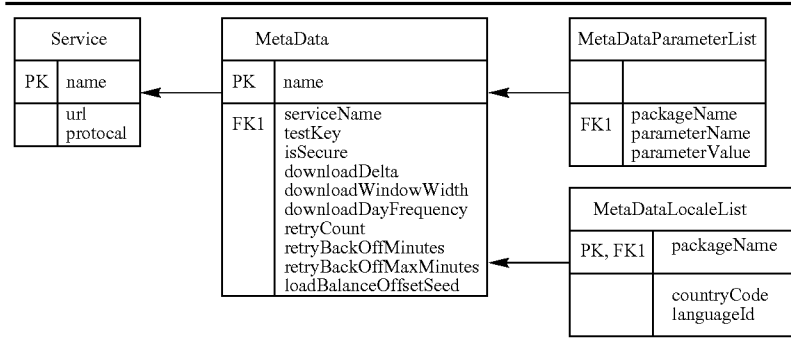 Service
PK name
url
protocal
MetaData
PK name
FK1 serviceName
testKey
isSecure
downloadDelta
downloadWindowWidth
downloadDayFrequency
retryCount
retryBackOffMinutes
retryBackOffMaxMinutes
loadBalanceOffsetSeed
MetaDataParameterList
FK1 packageName
parameterName
parameterValue
MetaDataLocaleList
PK, FK1 packageName
countryCode
languageId